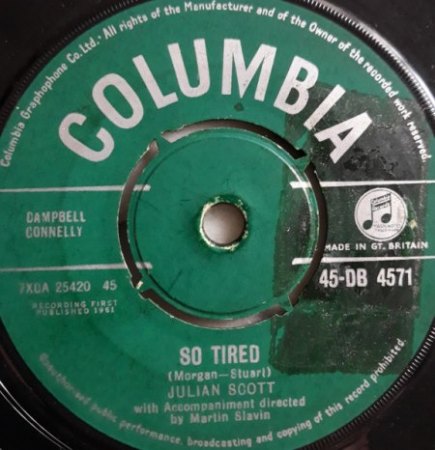 Columbia Graphophone Co. Ltd. All rights of the Manufacturer and of the Owner of the recorded work reserved.
COLUMBIA
CAMPBELL
CONNELLY
MADE IN GT. BRITAIN
7XDA 25420 45
45-DB 4571
RECORDING FIRST
PUBLISHED 1961
SO TIRED
(Morgan—Stuart)
JULIAN SCOTT
with Accompaniment directed
by Martin Slavin
Unauthorised public performance, broadcasting and copying of this record prohibited